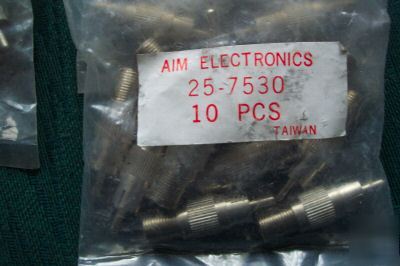 AIM ELECTRONICS
25-7530
10 PCS
TAIWAN